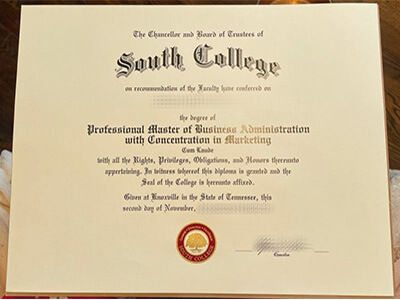 The Chancellor and Board of Trustees of
South College
on recommendation of the Faculty have conferred on
the degree of
Professional Master of Business Administration
with Concentration in Marketing
Cum Laude
with all the Rights, Privileges, Obligations, and Honors thereunto
appertaining. In witness whereof this diploma is granted and the
Seal of the College is hereunto affixed.
Given at Knoxville in the State of Tennessee, this
second day of November,
SOUTH COLLEGE
Chancellor